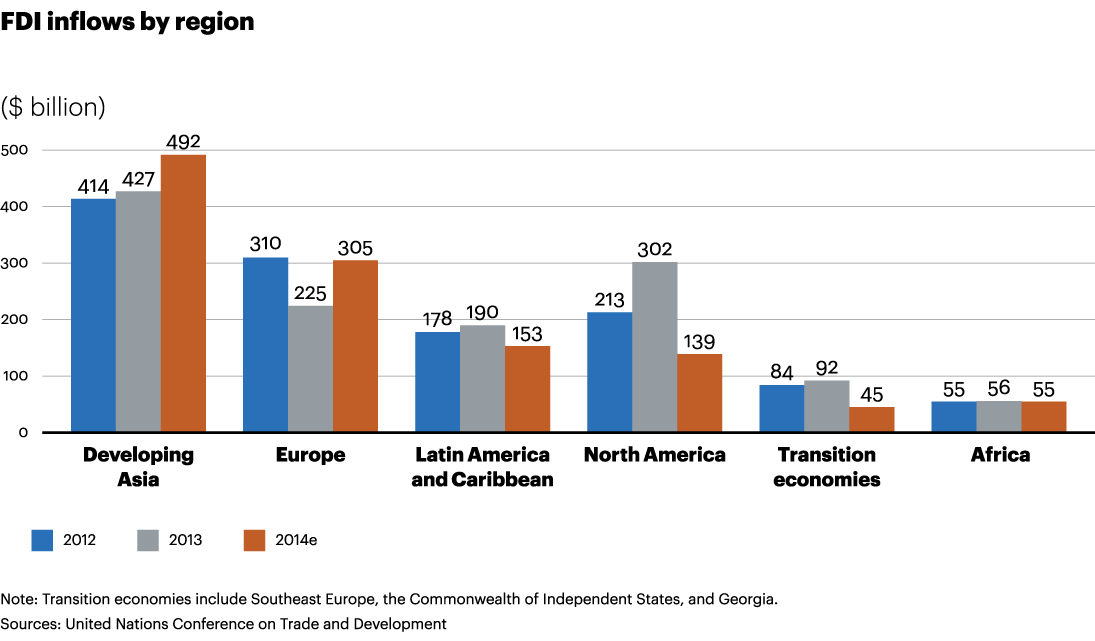 FDI inflows by region
($ billion)
500
400
300
200
100
0
414 427 492
310 225 305
178 190 153
213 302 139
84 92 45
55 56 55
Developing
Asia
Europe
Latin America
and Caribbean
North America
Transition
economies
Africa
2012 2013 2014e
Note: Transition economies include Southeast Europe, the Commonwealth of Independent States, and Georgia.
Sources: United Nations Conference on Trade and Development